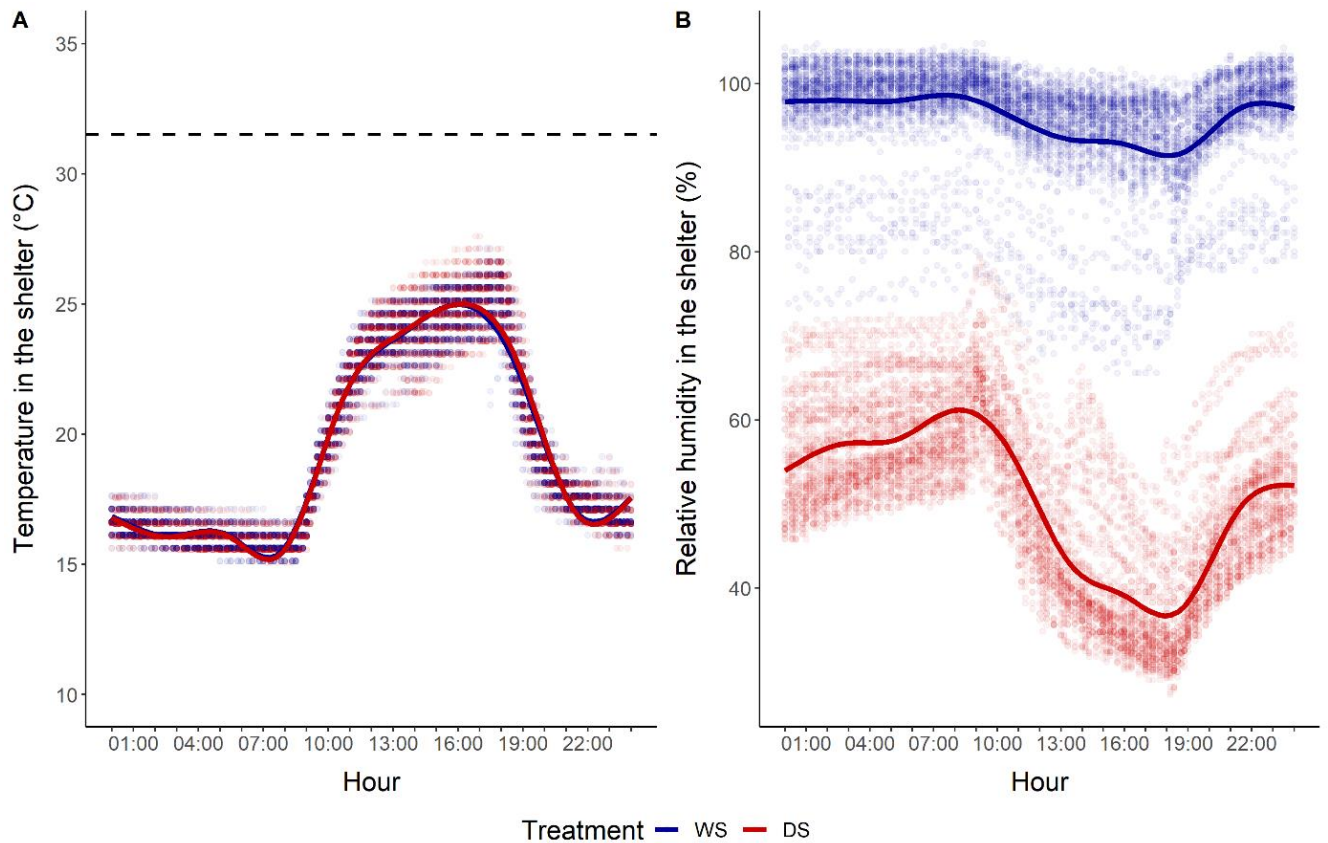 A
Temperature in the shelter (°C)
35
30
25
20
15
10
01:00 04:00 07:00 10:00 13:00 16:00 19:00 22:00
Hour
B
Relative humidity in the shelter (%)
100
80
60
40
01:00 04:00 07:00 10:00 13:00 16:00 19:00 22:00
Hour
Treatment WS DS